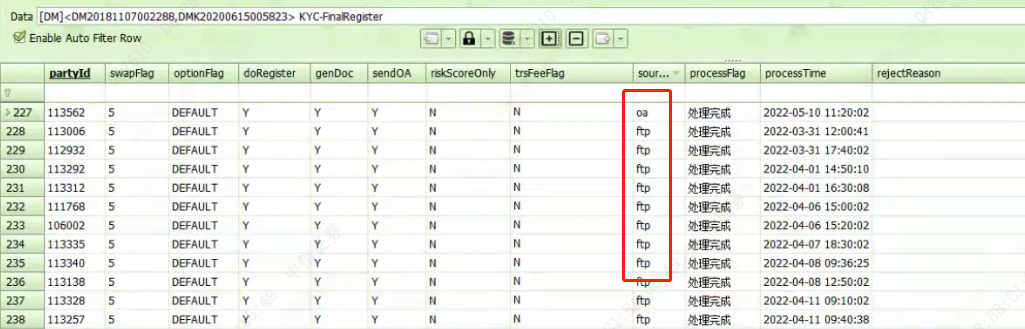 Data [DM]<DM20181107002288,DMK20200615005823> KYC-FinalRegister
Enable Auto Filter Row
partyId swapFlag optionFlag doRegister genDoc sendOA riskScoreOnly trsFeeFlag sour... processFlag processTime rejectReason
227 113562 5 DEFAULT Y Y Y N N oa 处理完成 2022-05-10 11:20:02
228 113006 5 DEFAULT Y Y Y N N ftp 处理完成 2022-03-31 12:00:41
229 112932 5 DEFAULT Y Y Y N N ftp 处理完成 2022-03-31 17:40:02
230 113292 5 DEFAULT Y Y Y N N ftp 处理完成 2022-04-01 14:50:10
231 113312 5 DEFAULT Y Y Y N N ftp 处理完成 2022-04-01 16:30:08
232 111768 5 DEFAULT Y Y Y N N ftp 处理完成 2022-04-06 15:00:02
233 106002 5 DEFAULT Y Y Y N N ftp 处理完成 2022-04-06 15:20:02
234 113335 5 DEFAULT Y Y Y N N ftp 处理完成 2022-04-07 18:30:02
235 113340 5 DEFAULT Y Y Y N N ftp 处理完成 2022-04-08 09:36:25
236 113138 5 DEFAULT Y Y Y N N ftp 处理完成 2022-04-08 12:50:02
237 113328 5 DEFAULT Y Y Y N N ftp 处理完成 2022-04-11 09:10:02
238 113257 5 DEFAULT Y Y Y N N ftp 处理完成 2022-04-11 09:40:38